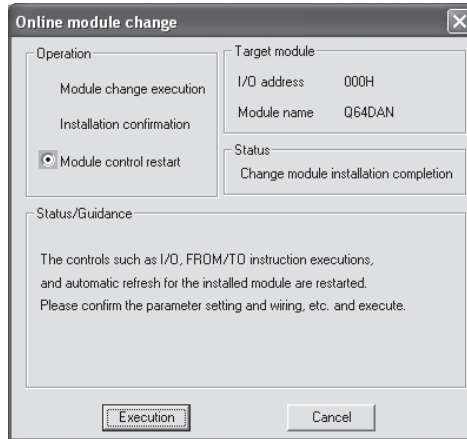 Online module change
Operation
Module change execution
Installation confirmation
Module control restart
Target module
I/O address 000H
Module name Q64DAN
Status
Change module installation completion
Status/Guidance
The controls such as I/O, FROM/TO instruction executions,
and automatic refresh for the installed module are restarted.
Please confirm the parameter setting and wiring, etc. and execute.
Execution Cancel